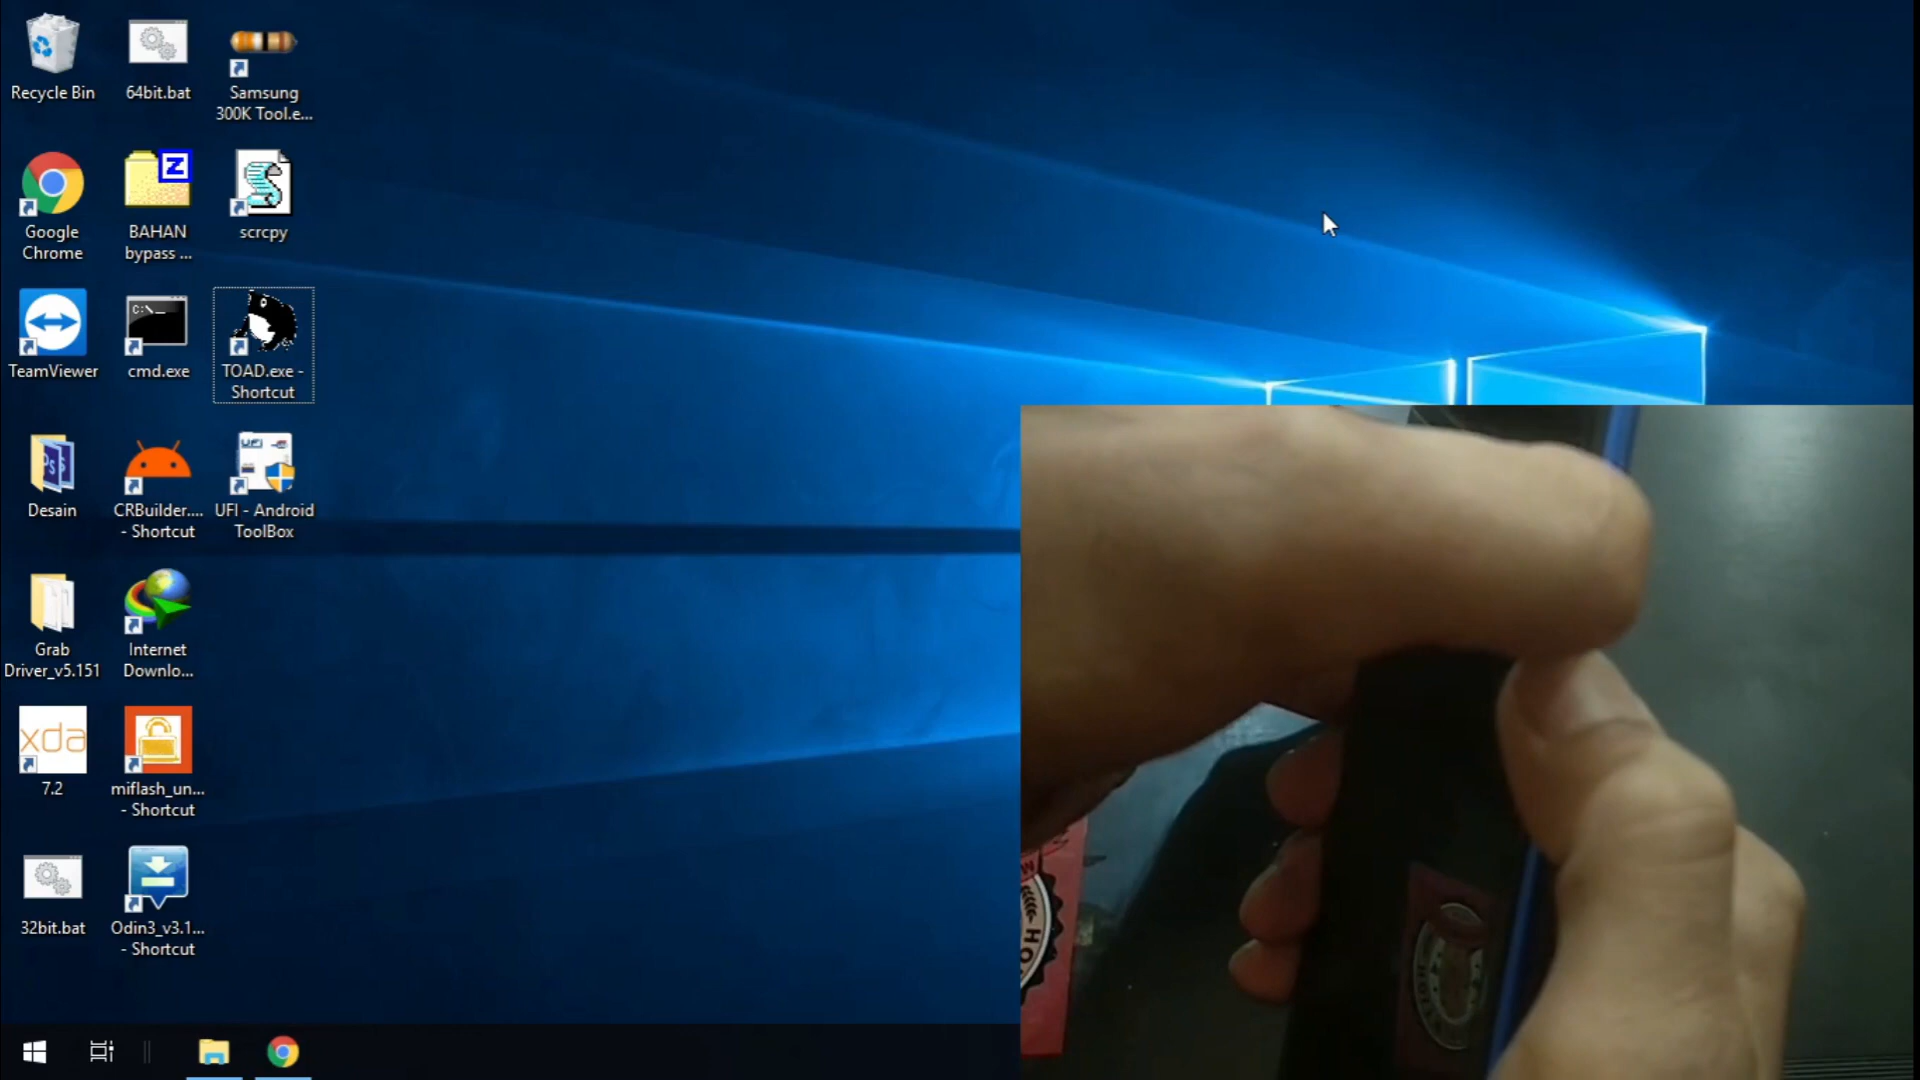 Recycle Bin
64bit.bat
Samsung
300K Tool.e...
Z
Google
Chrome
BAHAN
bypass ...
scrcpy
C:\_
TeamViewer
cmd.exe
TOAD.exe -
Shortcut
PS
UFI
Desain
CRBuilder....
- Shortcut
UFI - Android
ToolBox
Grab
Driver_v5.151
Internet
Downlo...
xda
7.2
miflash_un...
- Shortcut
32bit.bat
Odin3_v3.1...
- Shortcut